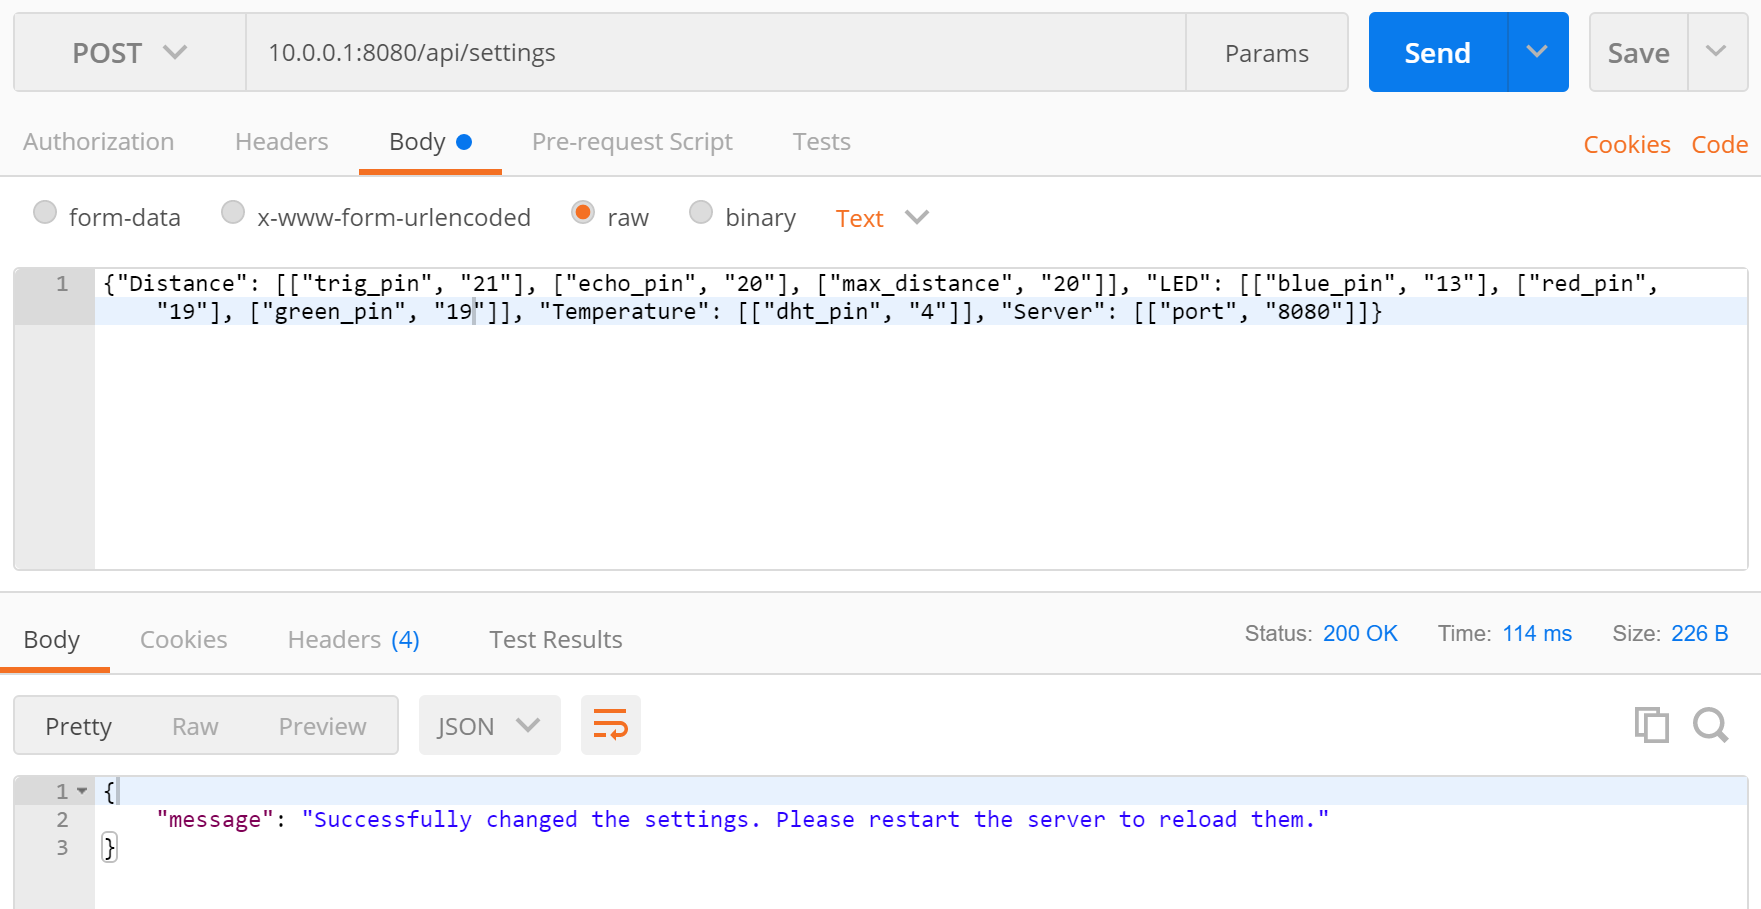 POST 10.0.0.1:8080/api/settings Params Send Save
Authorization Headers Body Pre-request Script Tests Cookies Code
form-data x-www-form-urlencoded raw binary Text
1 {"Distance": [["trig_pin", "21"], ["echo_pin", "20"], ["max_distance", "20"]], "LED": [["blue_pin", "13"], ["red_pin",
"19"], ["green_pin", "19"]], "Temperature": [["dht_pin", "4"]], "Server": [["port", "8080"]]}
Body Cookies Headers (4) Test Results Status: 200 OK Time: 114 ms Size: 226 B
Pretty Raw Preview JSON
1 {
2 "message": "Successfully changed the settings. Please restart the server to reload them."
3 }